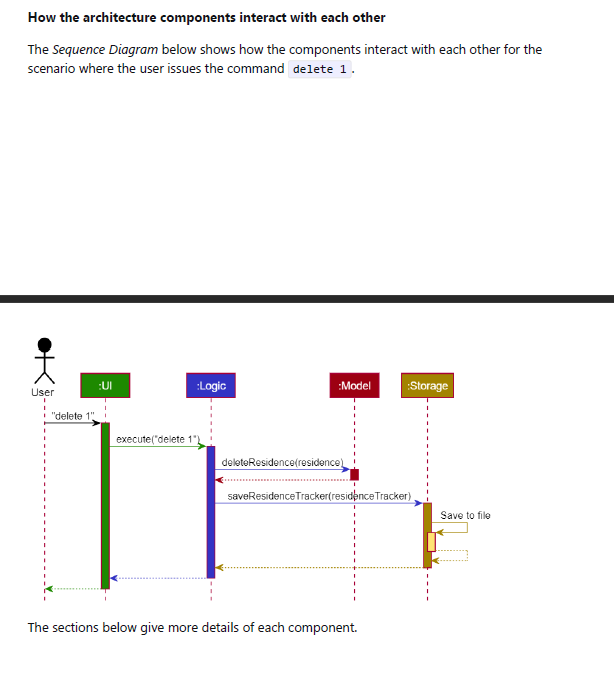 How the architecture components interact with each other
The Sequence Diagram below shows how the components interact with each other for the
scenario where the user issues the command delete 1 .
User
:UI
:Logic
:Model
:Storage
"delete 1"
execute("delete 1")
deleteResidence(residence)
saveResidenceTracker(residenceTracker)
Save to file
The sections below give more details of each component.